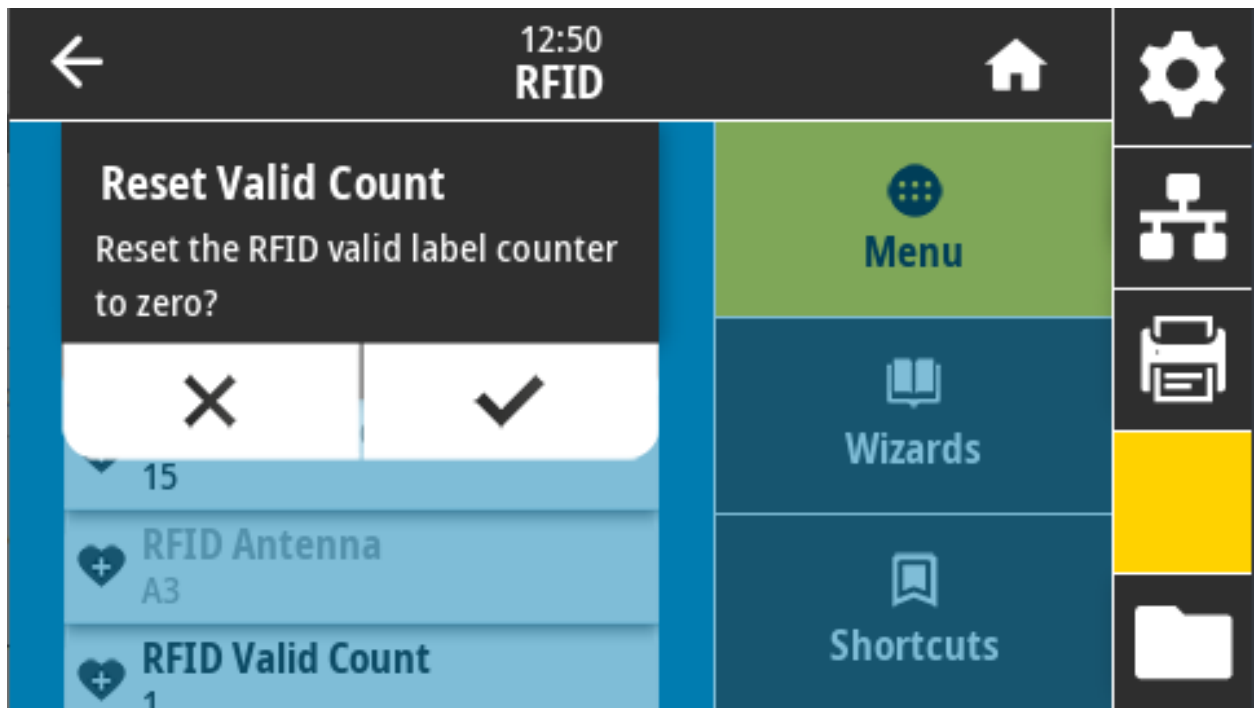 12:50
RFID
Reset Valid Count
Reset the RFID valid label counter
to zero?
15
RFID Antenna
A3
RFID Valid Count
1
Menu
Wizards
Shortcuts